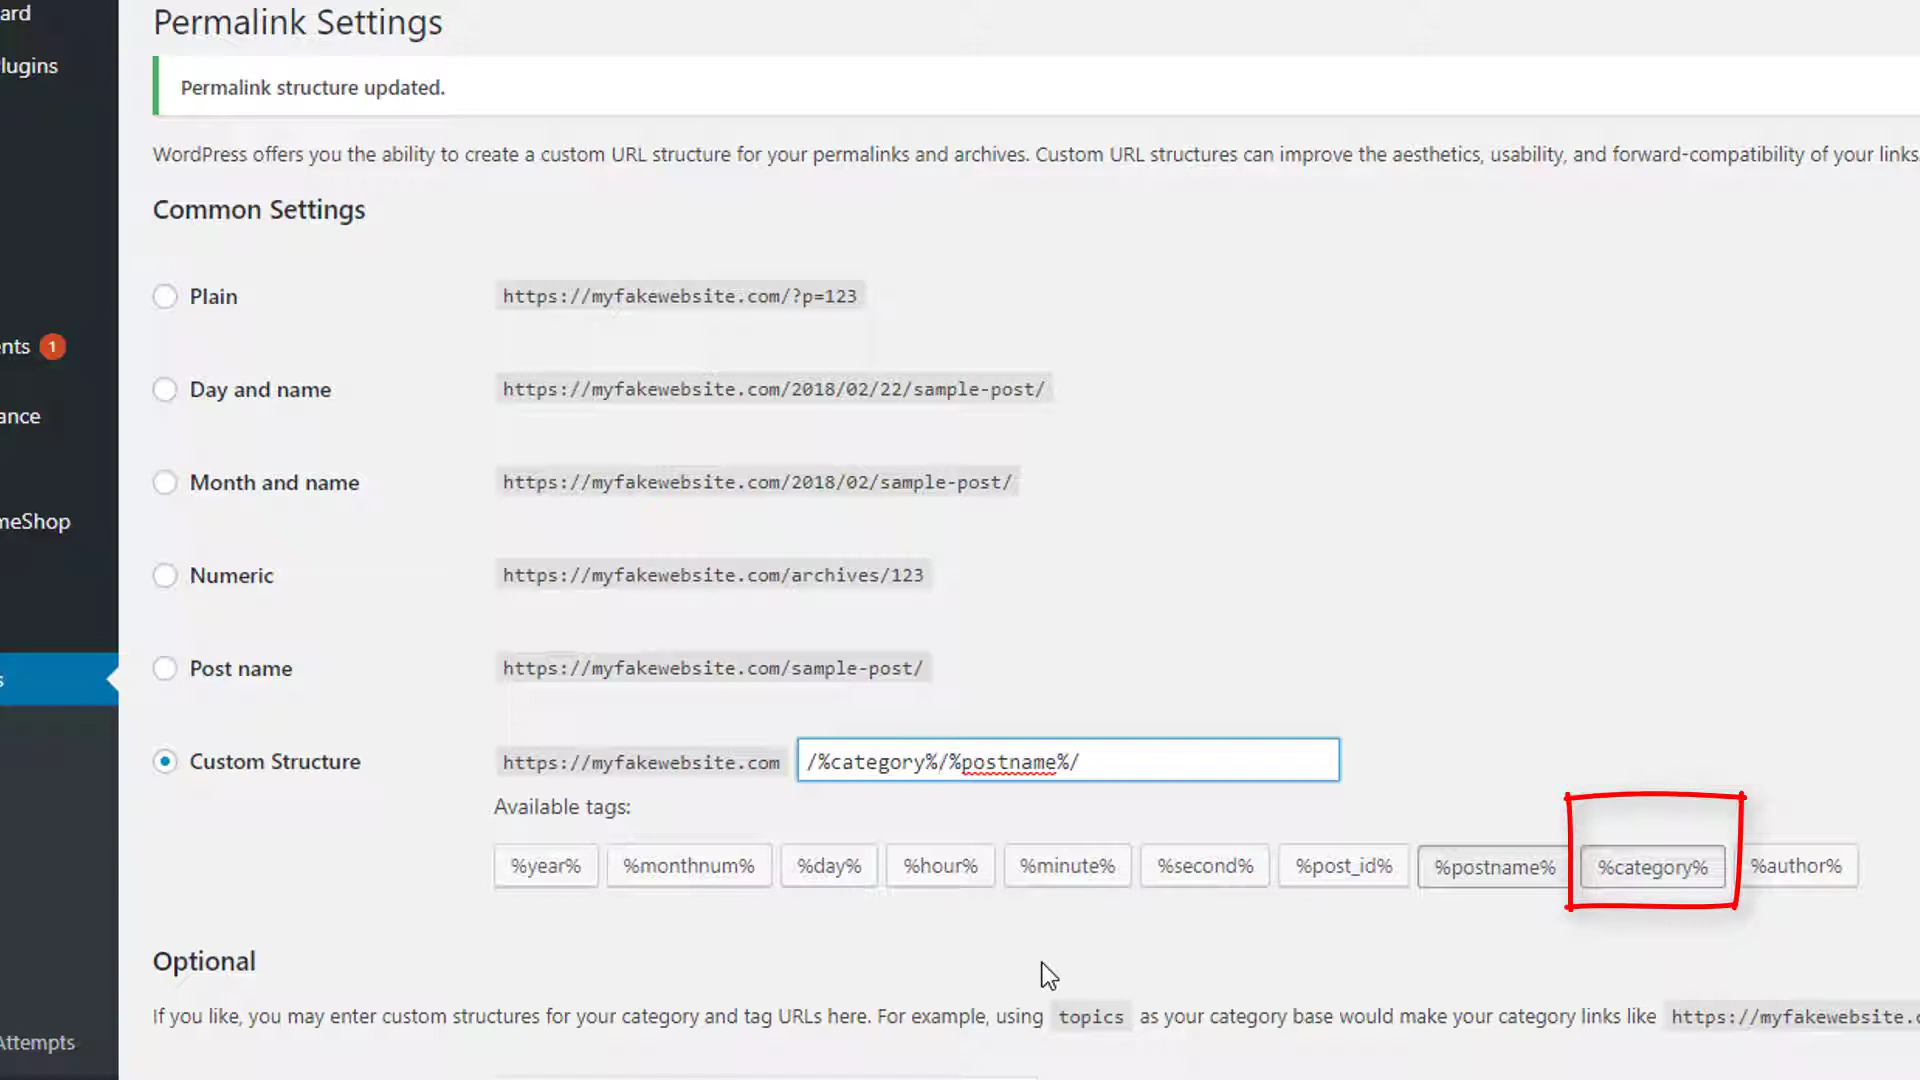 ard
Permalink Settings
lugins
Permalink structure updated.
WordPress offers you the ability to create a custom URL structure for your permalinks and archives. Custom URL structures can improve the aesthetics, usability, and forward-compatibility of your links
Common Settings
Plain https://myfakewebsite.com/?p=123
nts 1
Day and name https://myfakewebsite.com/2018/02/22/sample-post/
ance
Month and name https://myfakewebsite.com/2018/02/sample-post/
meShop
Numeric https://myfakewebsite.com/archives/123
Post name https://myfakewebsite.com/sample-post/
s
Custom Structure https://myfakewebsite.com /%category%/%postname%/
Available tags:
%year% %monthnum% %day% %hour% %minute% %second% %post_id% %postname% %category% %author%
Optional
If you like, you may enter custom structures for your category and tag URLs here. For example, using topics as your category base would make your category links like https://myfakewebsite.c
Attempts